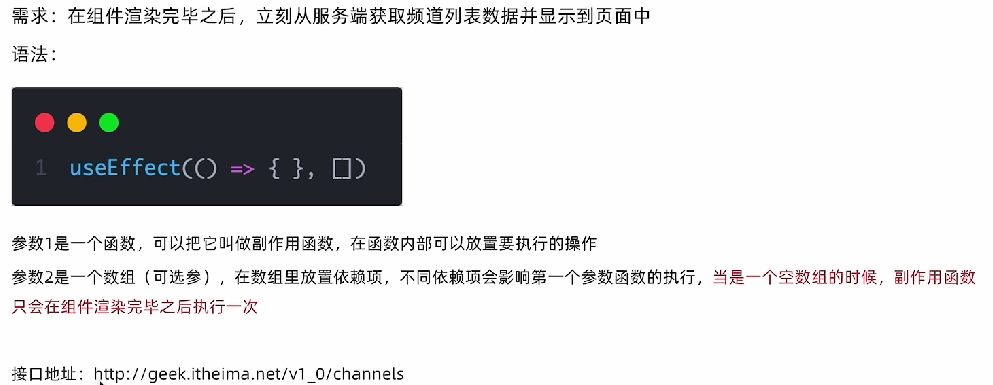 需求：在组件渲染完毕之后，立刻从服务端获取频道列表数据并显示到页面中
语法：
1 useEffect(() => { }, [])
参数1是一个函数，可以把它叫做副作用函数，在函数内部可以放置要执行的操作
参数2是一个数组（可选参），在数组里放置依赖项，不同依赖项会影响第一个参数函数的执行，当是一个空数组的时候，副作用函数
只会在组件渲染完毕之后执行一次
接口地址：http://geek.itheima.net/v1_0/channels